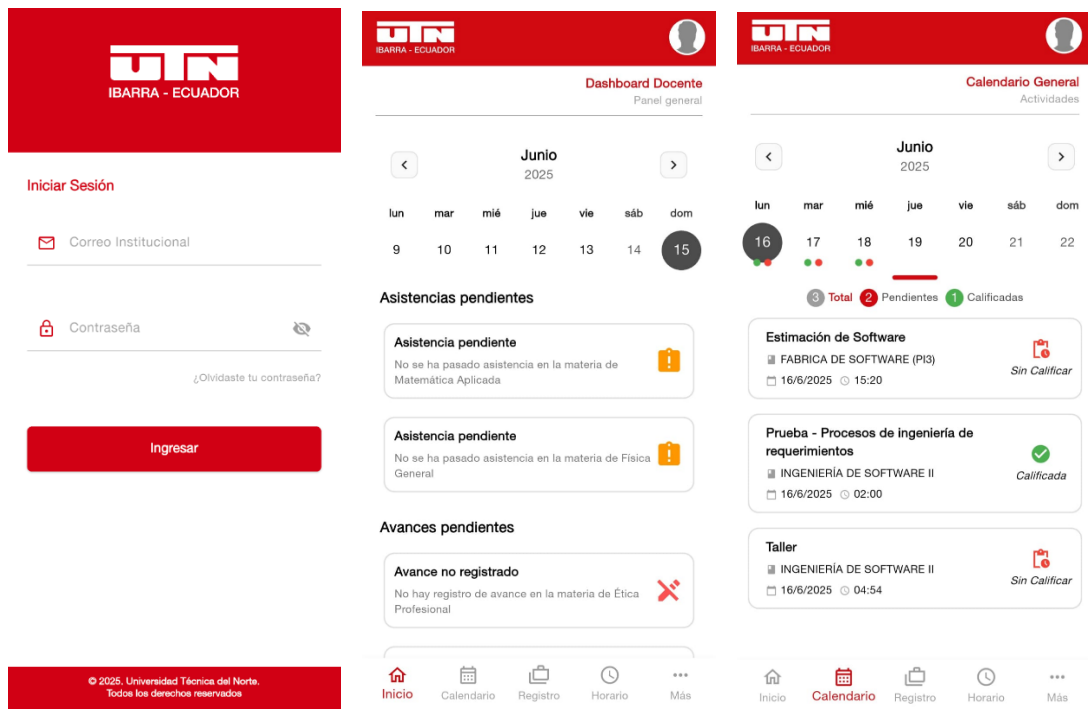 UTN
IBARRA - ECUADOR
Iniciar Sesión
Correo Institucional
Contraseña
¿Olvidaste tu contraseña?
Ingresar
© 2025. Universidad Técnica del Norte.
Todos los derechos reservados
UTN
IBARRA - ECUADOR
Dashboard Docente
Panel general
Junio
2025
lun mar mié jue vie sáb dom
9 10 11 12 13 14 15
Asistencias pendientes
Asistencia pendiente
No se ha pasado asistencia en la materia de
Matemática Aplicada
Asistencia pendiente
No se ha pasado asistencia en la materia de Física
General
Avances pendientes
Avance no registrado
No hay registro de avance en la materia de Ética
Profesional
Inicio Calendario Registro Horario Más
UTN
IBARRA - ECUADOR
Calendario General
Actividades
Junio
2025
lun mar mié jue vie sáb dom
16 17 18 19 20 21 22
3 Total 2 Pendientes 1 Calificadas
Estimación de Software
FABRICA DE SOFTWARE (PI3)
16/6/2025 15:20
Sin Calificar
Prueba - Procesos de ingeniería de
requerimientos
INGENIERÍA DE SOFTWARE II
16/6/2025 02:00
Calificada
Taller
INGENIERÍA DE SOFTWARE II
16/6/2025 04:54
Sin Calificar
Inicio Calendario Registro Horario Más